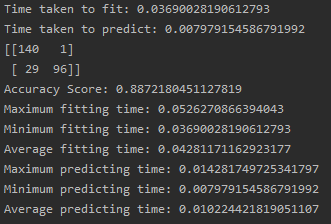 Time taken to fit: 0.03690028190612793
Time taken to predict: 0.007979154586791992
[[140   1]
 [ 29  96]]
Accuracy Score: 0.8872180451127819
Maximum fitting time: 0.0526270866394043
Minimum fitting time: 0.03690028190612793
Average fitting time: 0.04281171162923177
Maximum predicting time: 0.014281749725341797
Minimum predicting time: 0.007979154586791992
Average predicting time: 0.010224421819051107